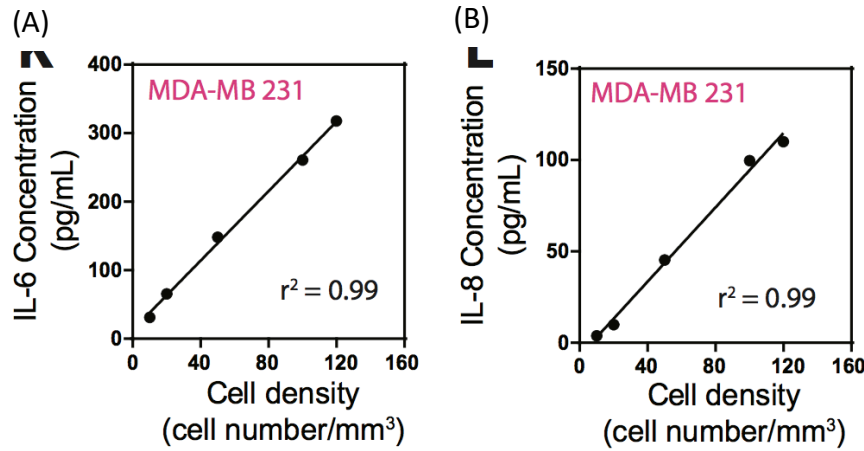 (A)
IL-6 Concentration
(pg/mL)
400
300
200
100
0
MDA-MB 231
r² = 0.99
0 40 80 120 160
Cell density
(cell number/mm³)
(B)
IL-8 Concentration
(pg/mL)
150
100
50
0
MDA-MB 231
r² = 0.99
0 40 80 120 160
Cell density
(cell number/mm³)